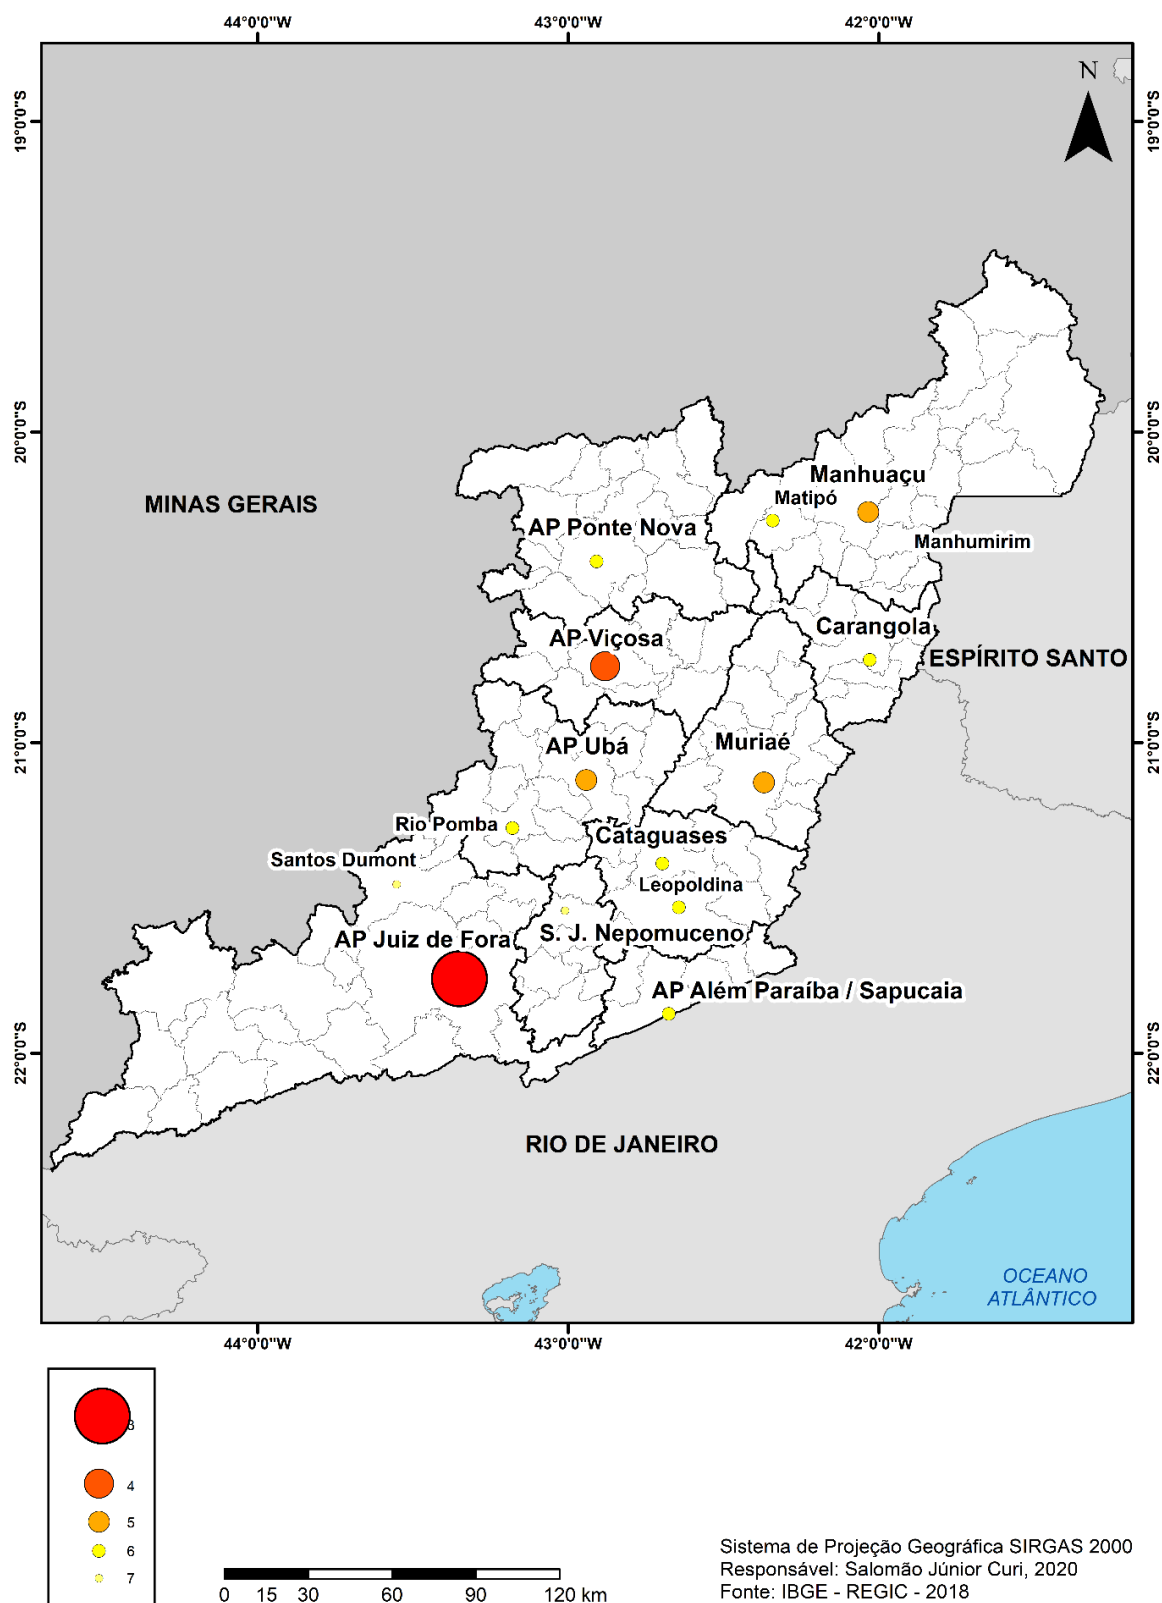 44°0'0"W 43°0'0"W 42°0'0"W
N
19°0'0"S 19°0'0"S
20°0'0"S 20°0'0"S
Manhuaçu
Matipó
MINAS GERAIS
AP Ponte Nova
Manhumirim
Carangola
AP Viçosa
ESPÍRITO SANTO
21°0'0"S 21°0'0"S
AP Ubá
Muriaé
Rio Pomba
Cataguases
Santos Dumont
Leopoldina
AP Juiz de Fora
S. J. Nepomuceno
AP Além Paraíba / Sapucaia
22°0'0"S 22°0'0"S
RIO DE JANEIRO
OCEANO
ATLÂNTICO
44°0'0"W 43°0'0"W 42°0'0"W
3
4
5
6
7
0 15 30 60 90 120 km
Sistema de Projeção Geográfica SIRGAS 2000
Responsável: Salomão Júnior Curi, 2020
Fonte: IBGE - REGIC - 2018